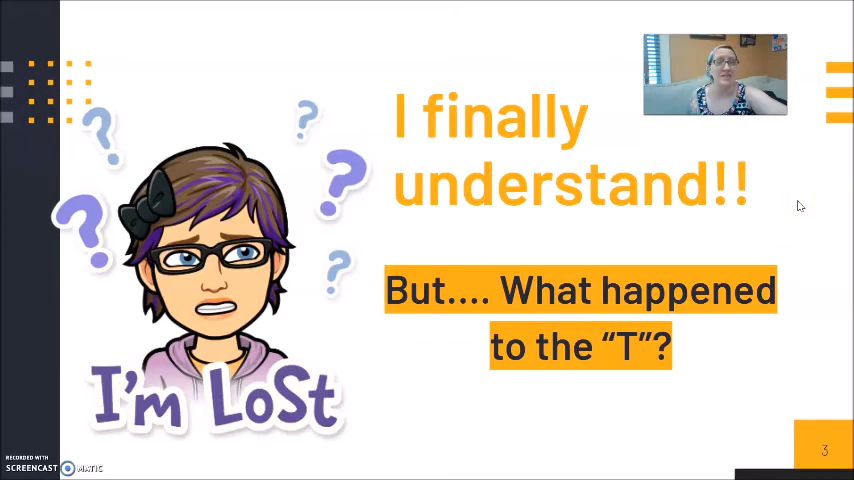 I finally
understand!!
But.... What happened
to the “T”?
? ? ? ? ?
I'm LoSt
3
RECORDED WITH
SCREENCAST MATIC